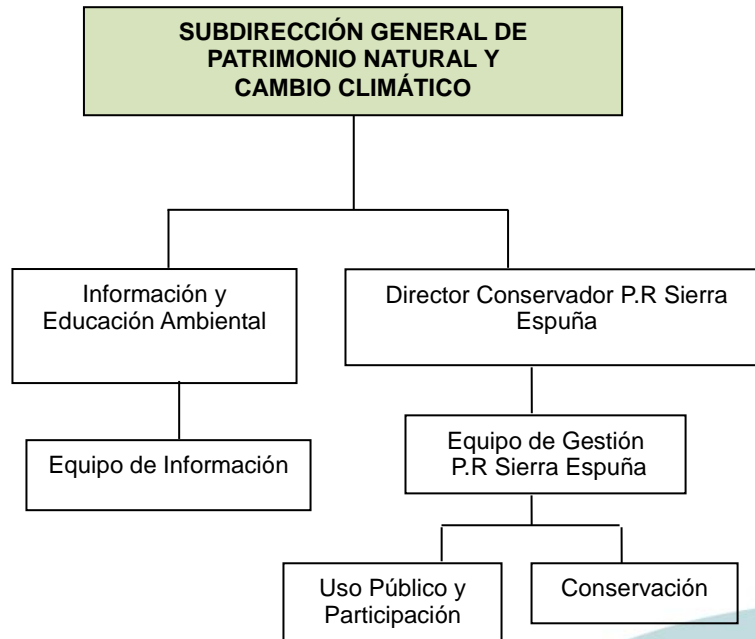 SUBDIRECCIÓN GENERAL DE
PATRIMONIO NATURAL Y
CAMBIO CLIMÁTICO
Información y
Educación Ambiental
Director Conservador P.R Sierra
Espuña
Equipo de Información
Equipo de Gestión
P.R Sierra Espuña
Uso Público y
Participación
Conservación